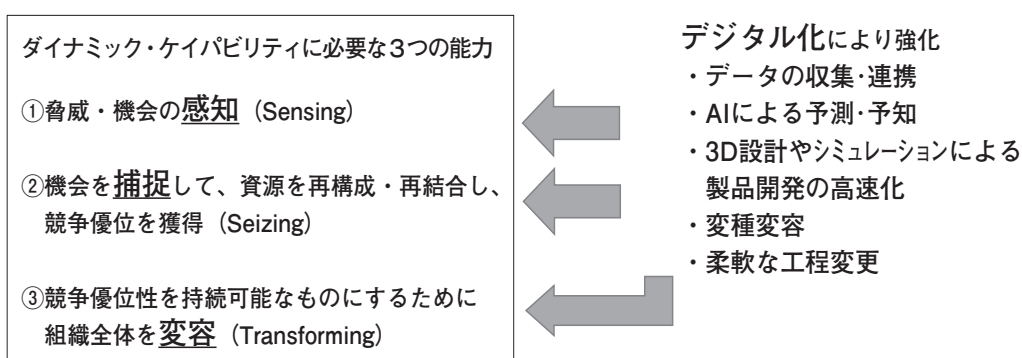 ダイナミック・ケイパビリティに必要な3つの能力
①脅威・機会の感知（Sensing）
②機会を捕捉して、資源を再構成・再結合し、
競争優位を獲得（Seizing）
③競争優位性を持続可能なものにするために
組織全体を変容（Transforming）
デジタル化により強化
・データの収集･連携
・AIによる予測･予知
・3D設計やシミュレーションによる
製品開発の高速化
・変種変容
・柔軟な工程変更